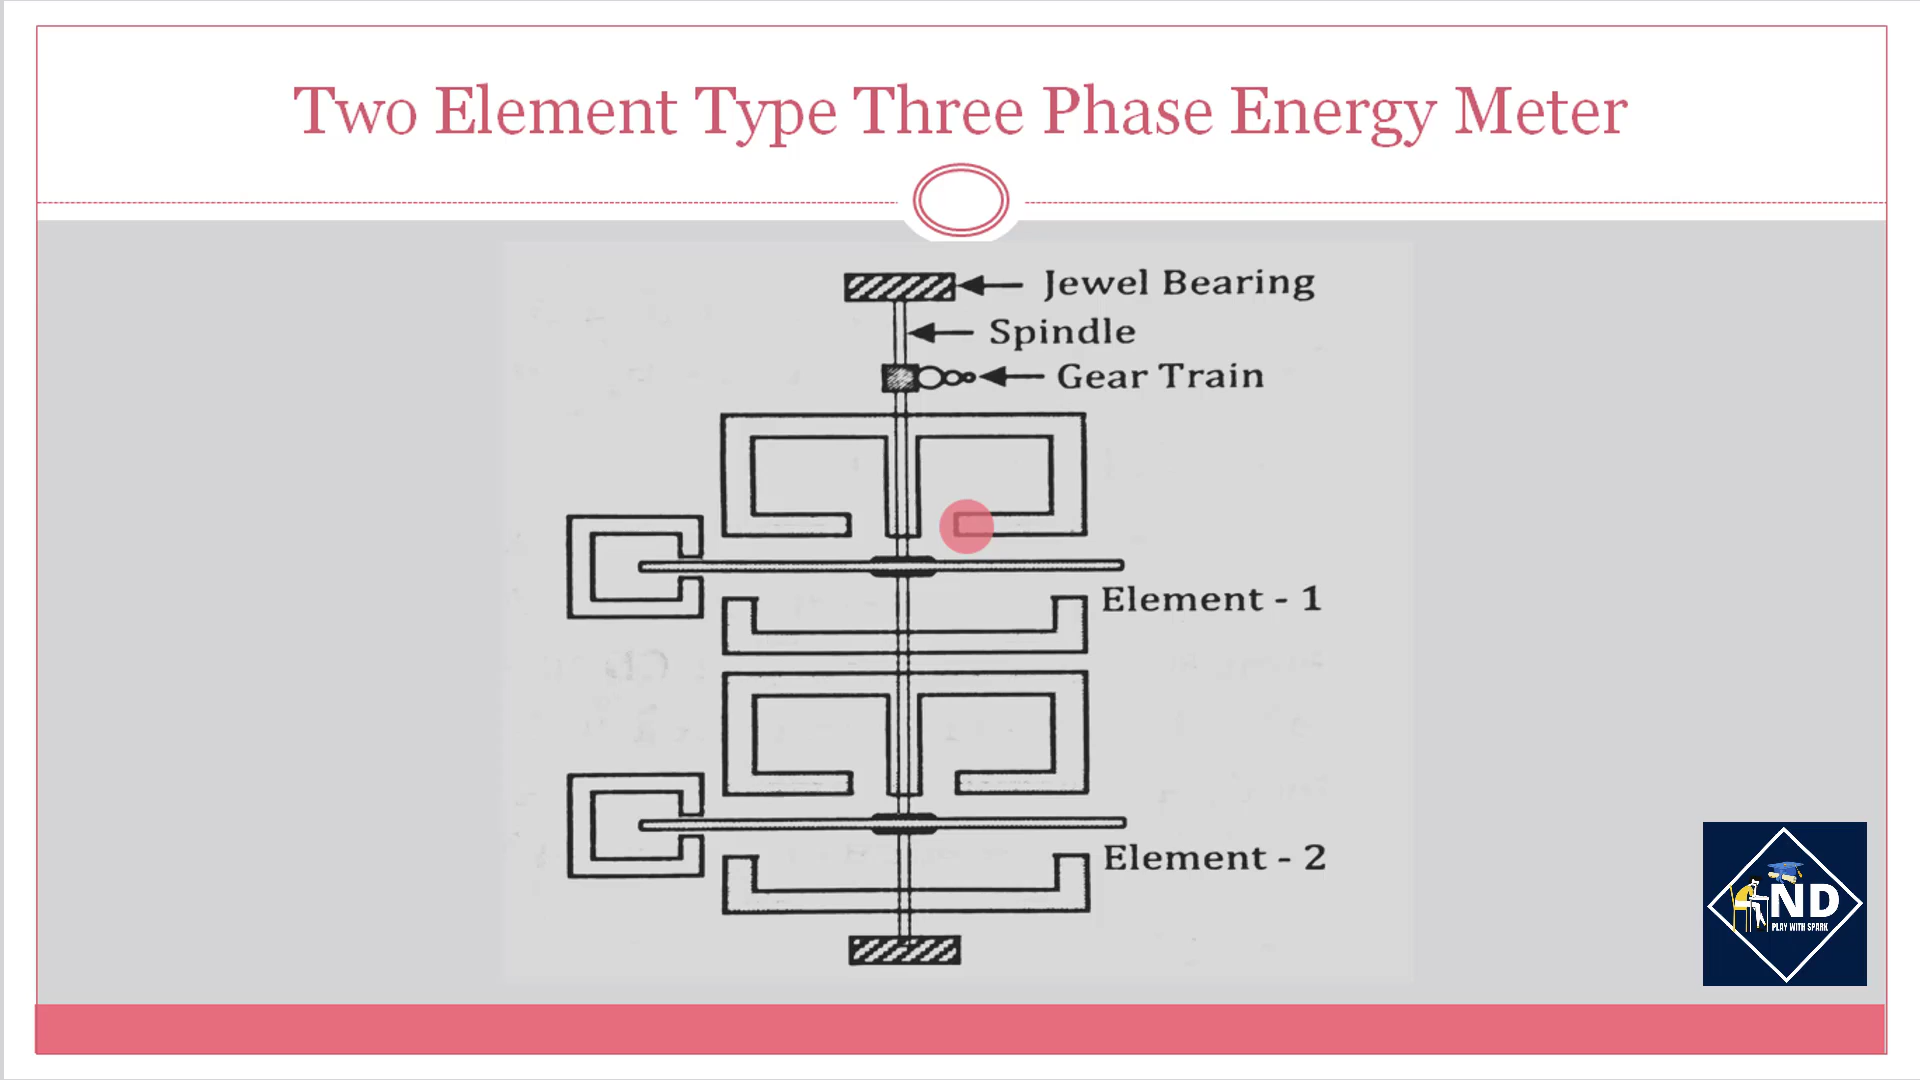 Two Element Type Three Phase Energy Meter
Jewel Bearing
Spindle
Gear Train
Element - 1
Element - 2
ND
PLAY WITH SPARK